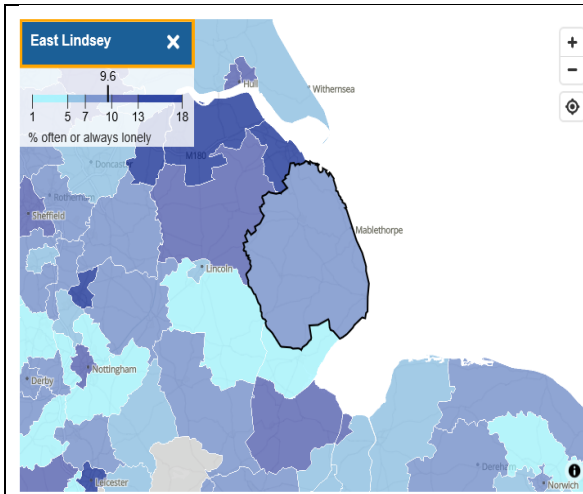 East Lindsey
9.6
1 5 7 10 13 18
% often or always lonely
Hull
Withernsea
M180
Doncaster
Rotherham
Sheffield
Mablethorpe
Lincoln
Nottingham
Derby
Dereham
Leicester
Norwich